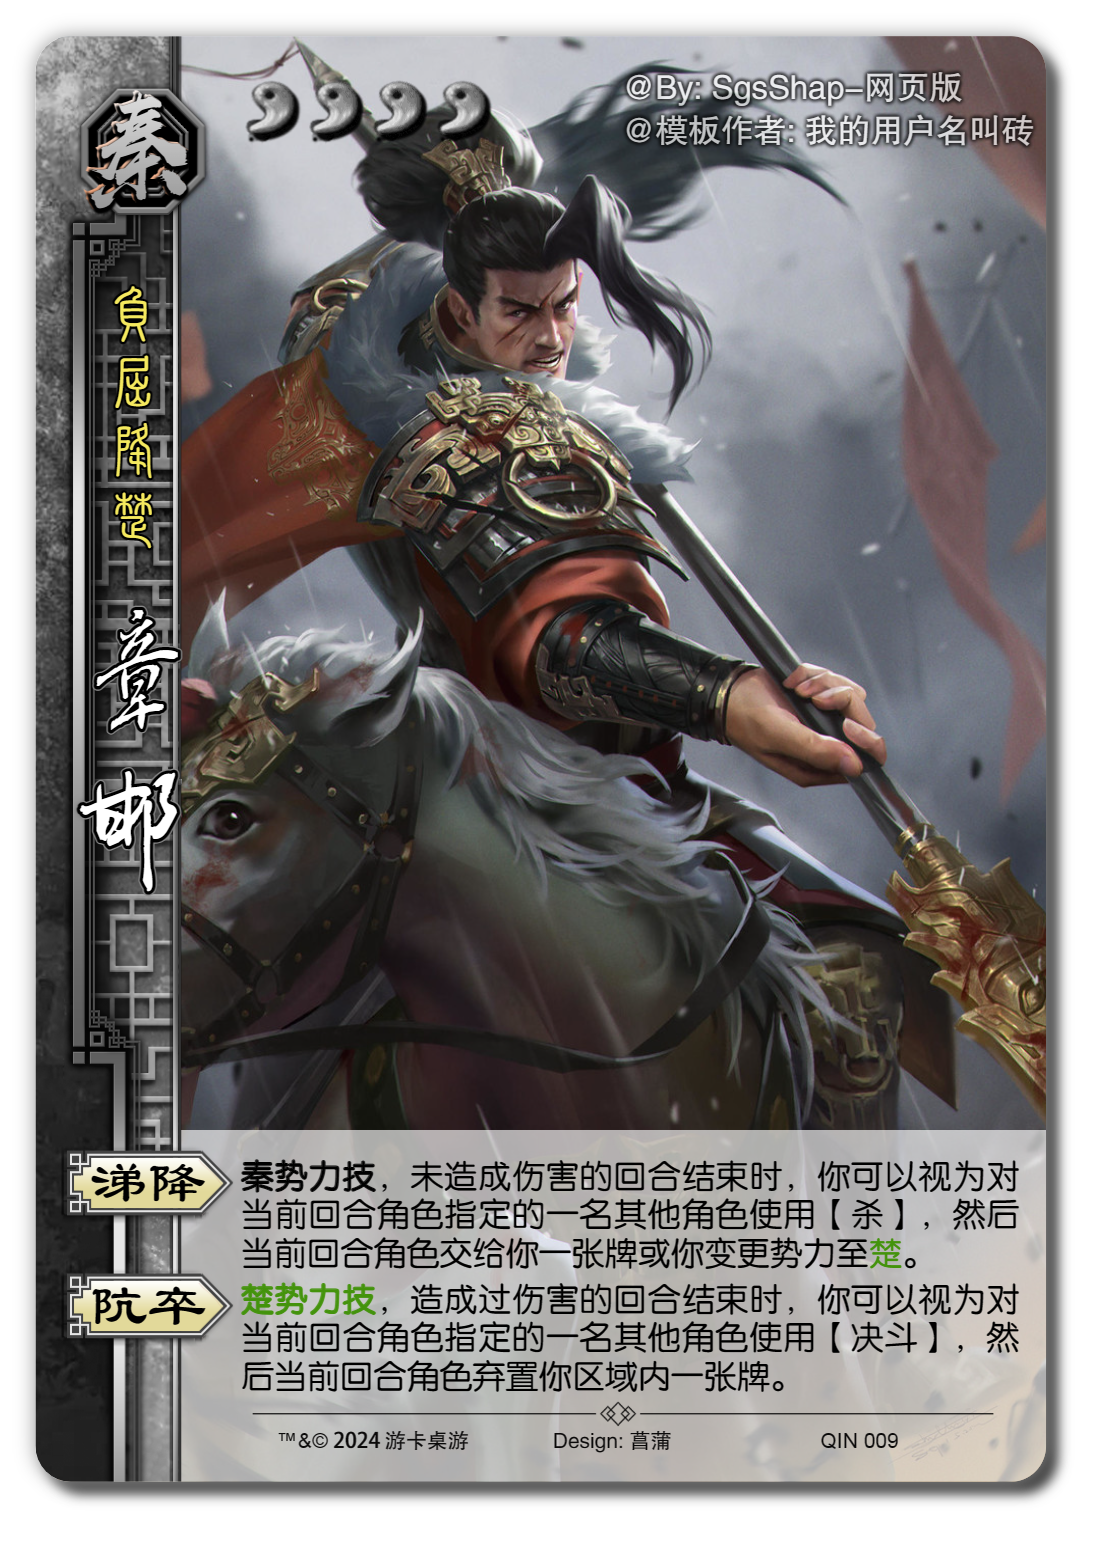 @By: SgsShap-网页版
@模板作者: 我的用户名叫砖
秦
負屈降楚
章邯
涕降
秦势力技，未造成伤害的回合结束时，你可以视为对
当前回合角色指定的一名其他角色使用【杀】，然后
当前回合角色交给你一张牌或你变更势力至楚。
阬卒
楚势力技，造成过伤害的回合结束时，你可以视为对
当前回合角色指定的一名其他角色使用【决斗】，然
后当前回合角色弃置你区域内一张牌。
™&© 2024 游卡桌游
Design: 菖蒲
QIN 009